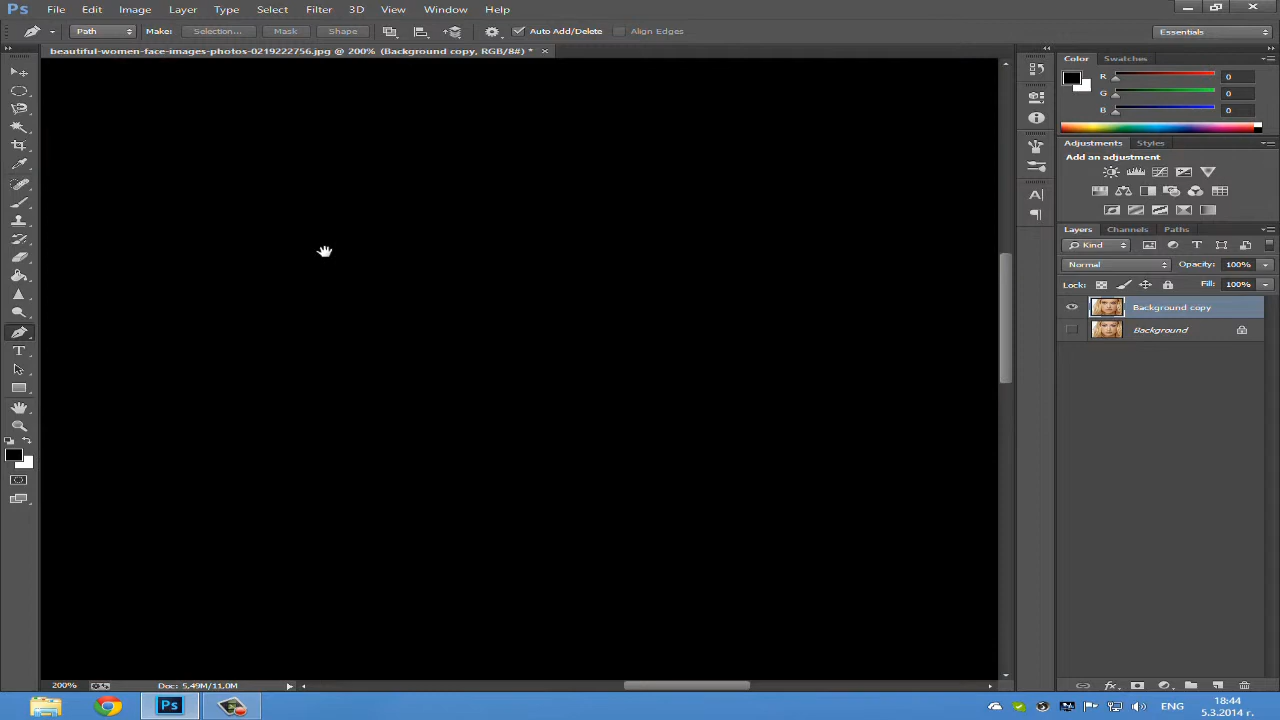 Ps File Edit Image Layer Type Select Filter 3D View Window Help
Path Make: Selection... Mask Shape Auto Add/Delete Align Edges Essentials
beautiful-women-face-images-photos-0219222756.jpg @ 200% (Background copy, RGB/8#) * ×
Color Swatches
R 0
G 0
B 0
Adjustments Styles
Add an adjustment
Layers Channels Paths
Kind
Normal Opacity: 100%
Lock: Fill: 100%
Background copy
Background
200% Doc: 5,49M/11,0M
Ps
ENG
18:44
5.3.2014 г.